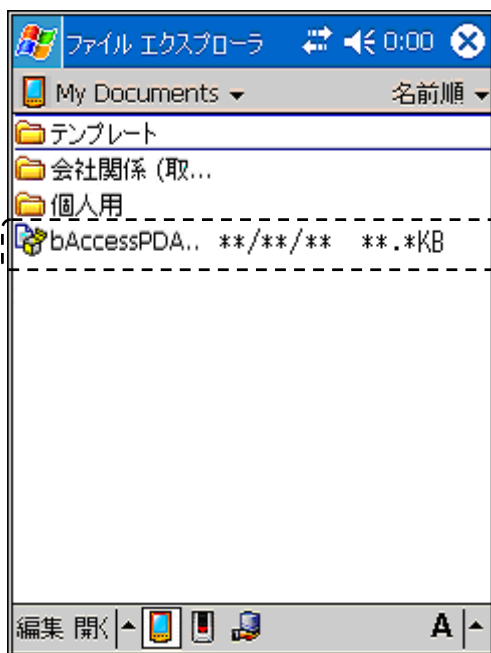 ファイル エクスプローラ 0:00
My Documents 名前順
テンプレート
会社関係 (取...
個人用
bAccessPDA.. **/**/** **.*KB
編集 開く A